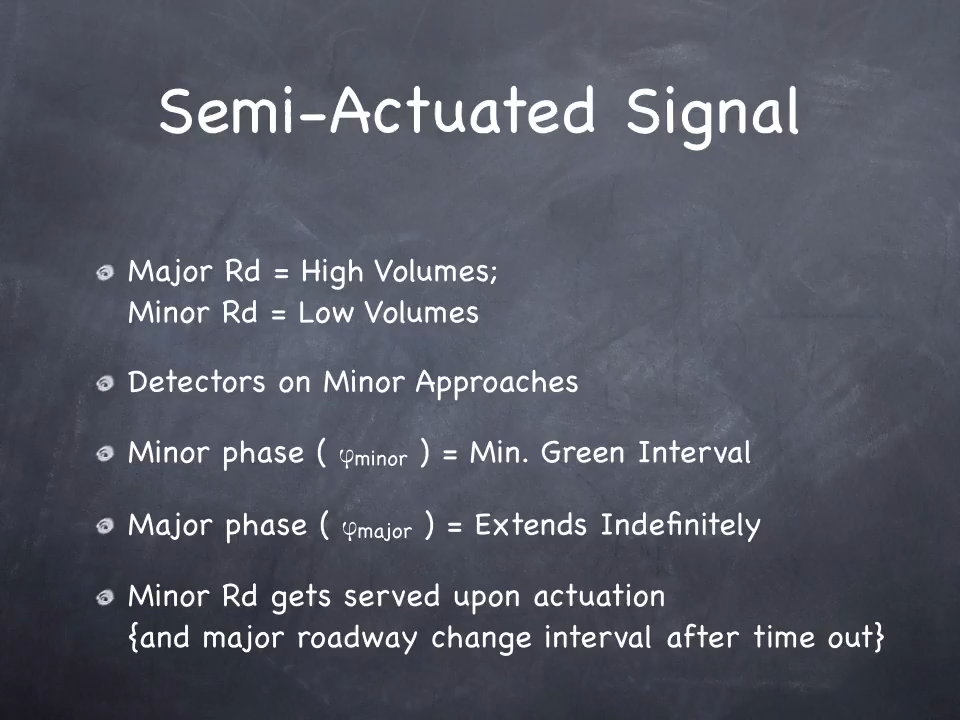 Semi-Actuated Signal
Major Rd = High Volumes;
Minor Rd = Low Volumes
Detectors on Minor Approaches
Minor phase ( φminor ) = Min. Green Interval
Major phase ( φmajor ) = Extends Indefinitely
Minor Rd gets served upon actuation
{and major roadway change interval after time out}